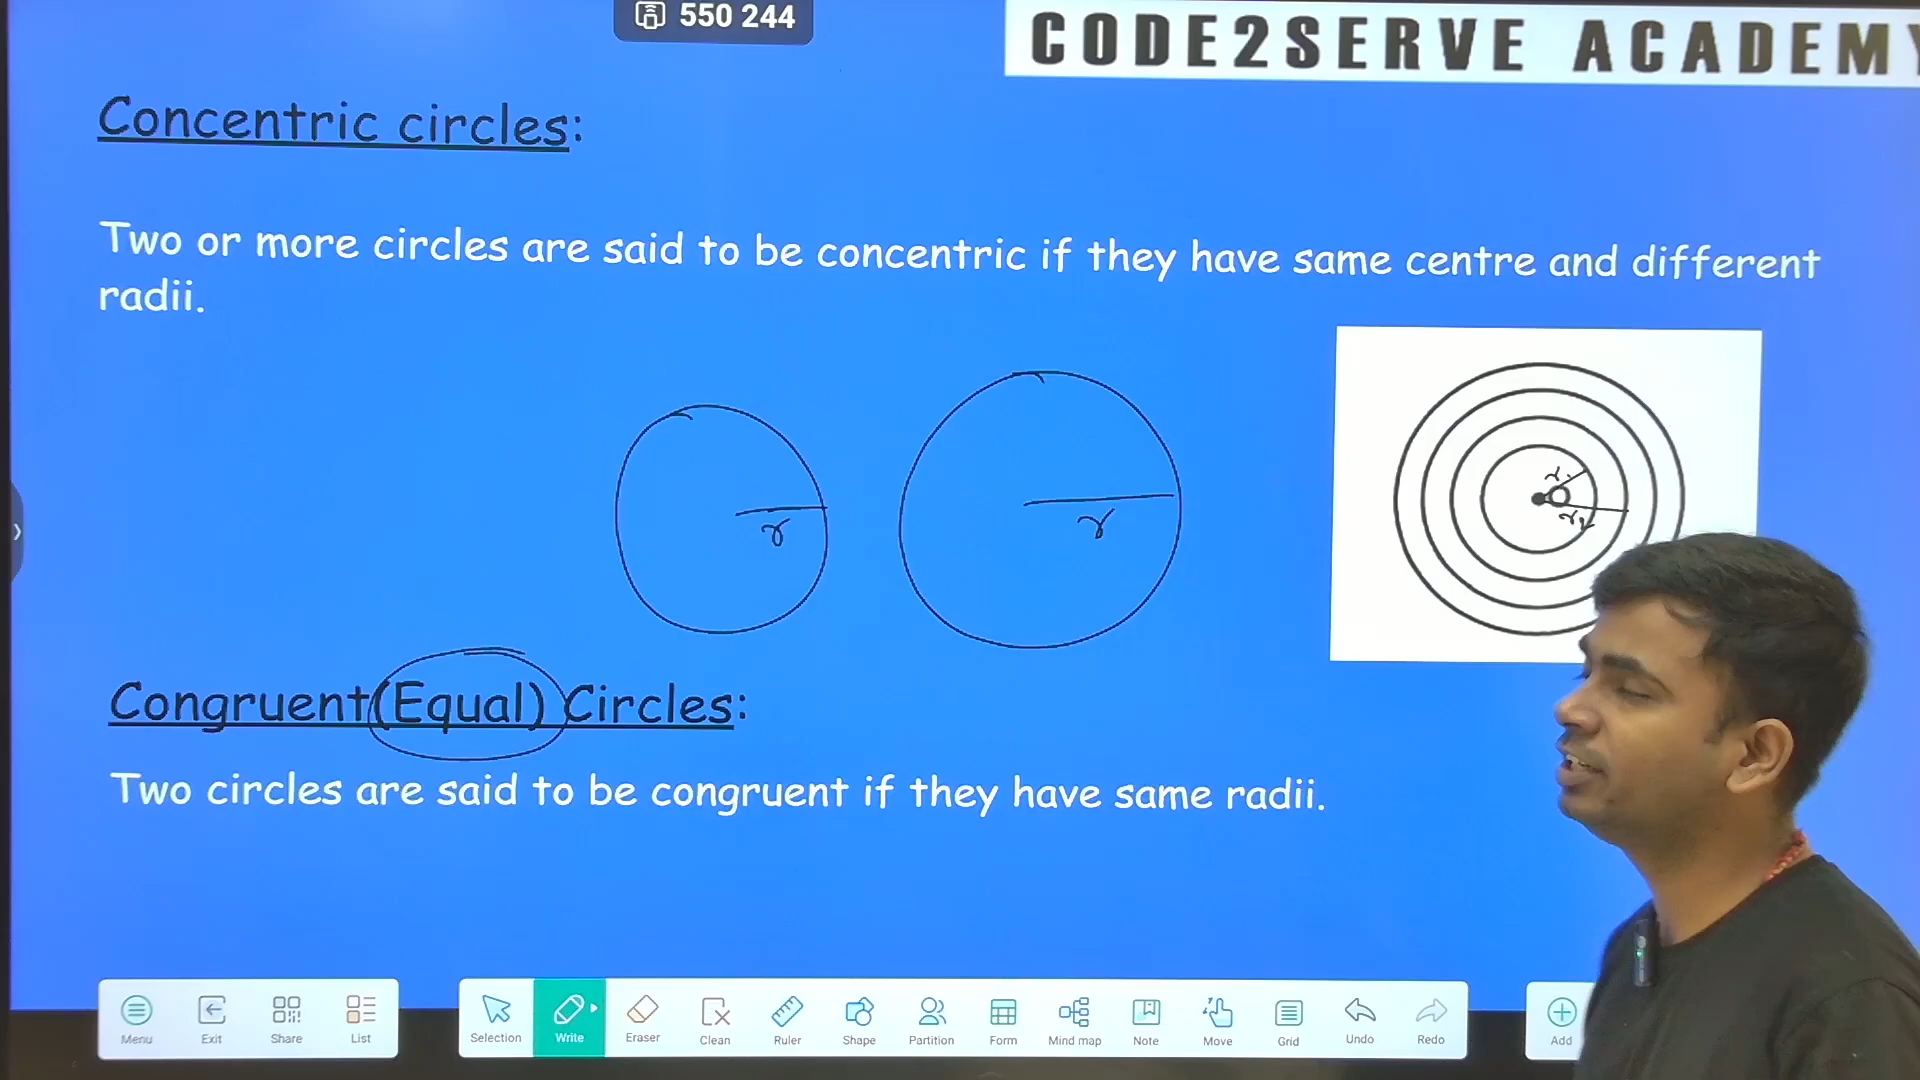 550 244
CODE2SERVE ACADEMY
Concentric circles:
Two or more circles are said to be concentric if they have same centre and different
radii.
r
r
r₁
r₂
Congruent(Equal) Circles:
Two circles are said to be congruent if they have same radii.
Menu
Exit
Share
List
Selection
Write
Eraser
Clean
Ruler
Shape
Partition
Form
Mind map
Note
Move
Grid
Undo
Redo
Add